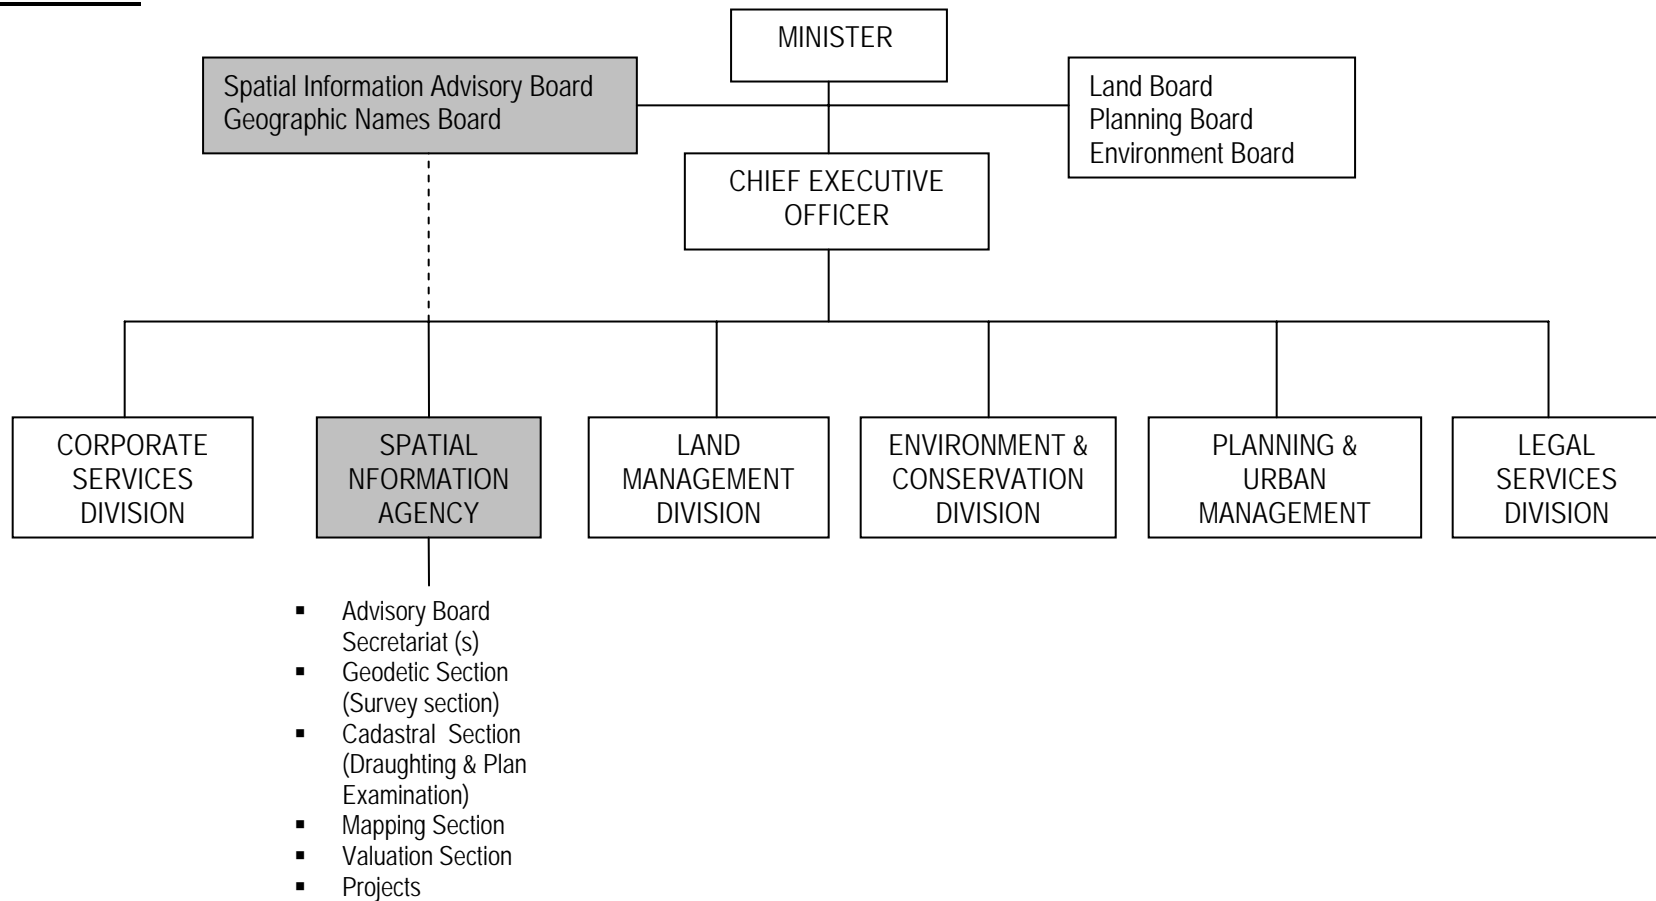 MINISTER
Spatial Information Advisory Board
Geographic Names Board
Land Board
Planning Board
Environment Board
CHIEF EXECUTIVE
OFFICER
CORPORATE
SERVICES
DIVISION
SPATIAL
NFORMATION
AGENCY
LAND
MANAGEMENT
DIVISION
ENVIRONMENT &
CONSERVATION
DIVISION
PLANNING &
URBAN
MANAGEMENT
LEGAL
SERVICES
DIVISION
▪ Advisory Board
Secretariat (s)
▪ Geodetic Section
(Survey section)
▪ Cadastral Section
(Draughting & Plan
Examination)
▪ Mapping Section
▪ Valuation Section
▪ Projects